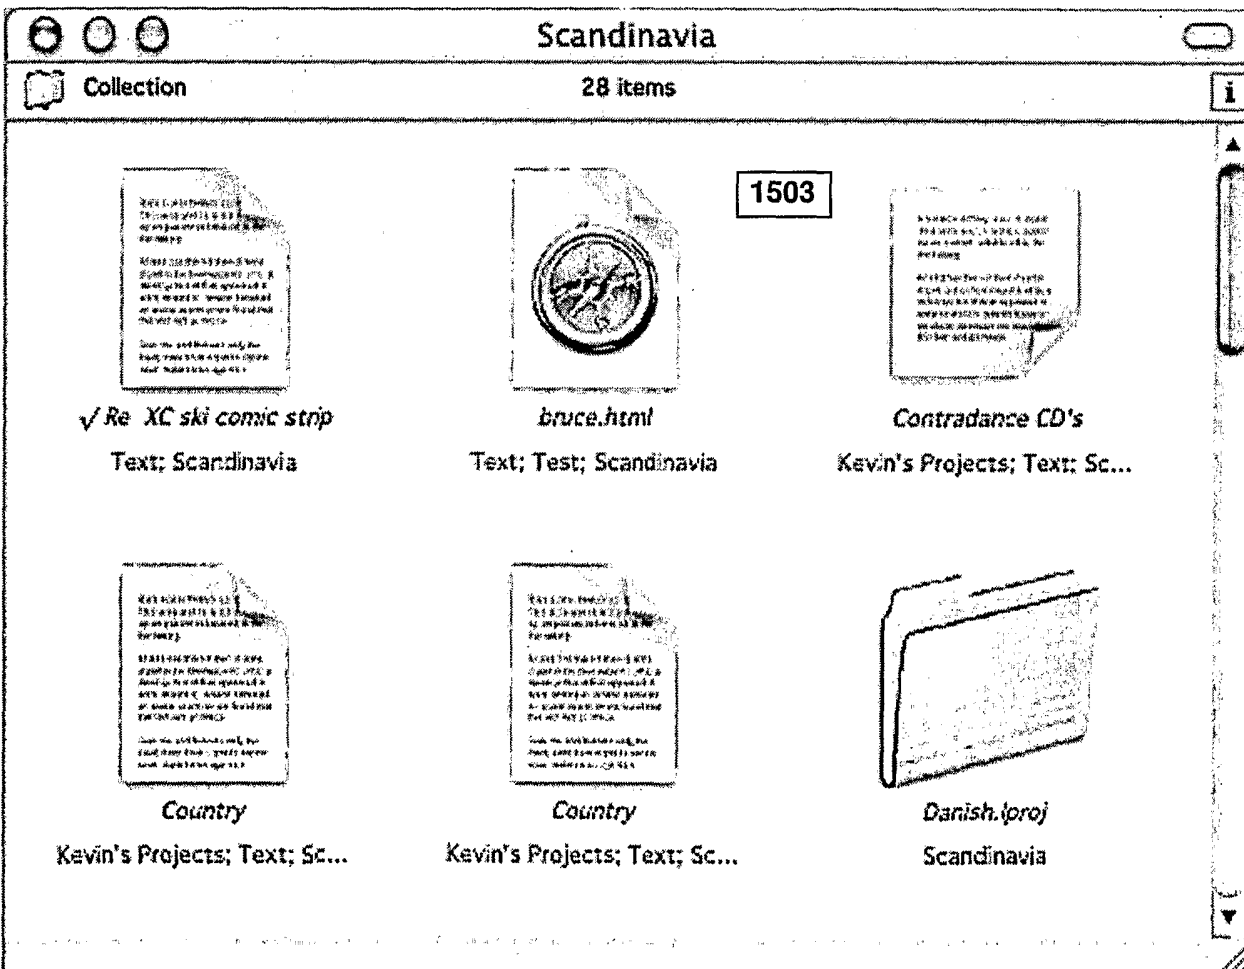 Scandinavia
Collection
28 items
i
1503
√ Re XC ski comic strip
bruce.html
Contradance CD's
Text; Scandinavia
Text; Test; Scandinavia
Kevin's Projects; Text; Sc...
Country
Country
Danish.lproj
Kevin's Projects; Text; Sc...
Kevin's Projects; Text; Sc...
Scandinavia